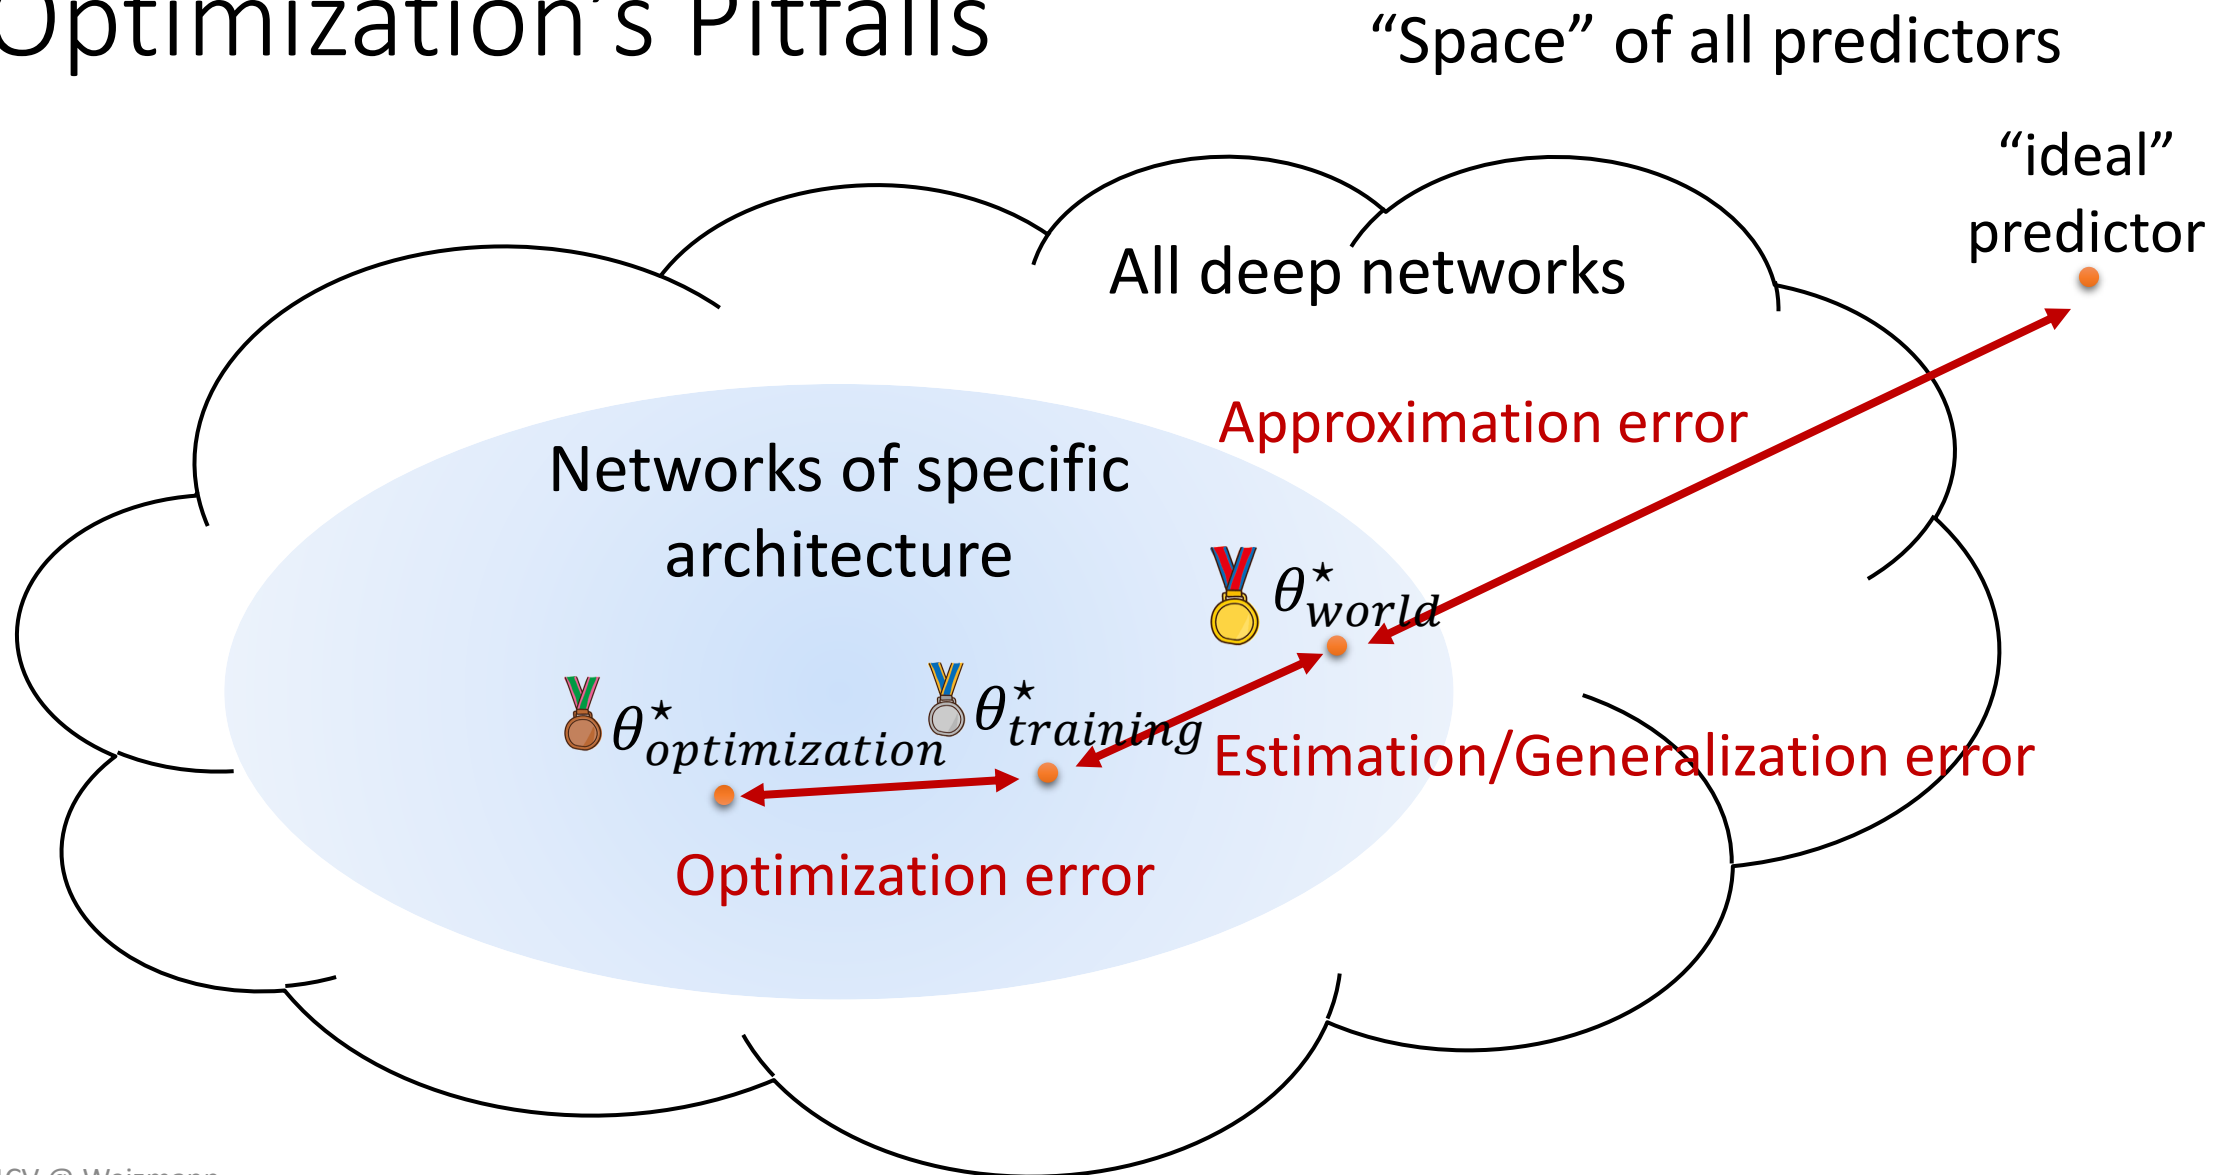 Optimization's Pitfalls
“Space” of all predictors
“ideal”
predictor
All deep networks
Approximation error
Networks of specific
architecture
θ*world
θ*training
θ*optimization
Estimation/Generalization error
Optimization error
@ Weizmann